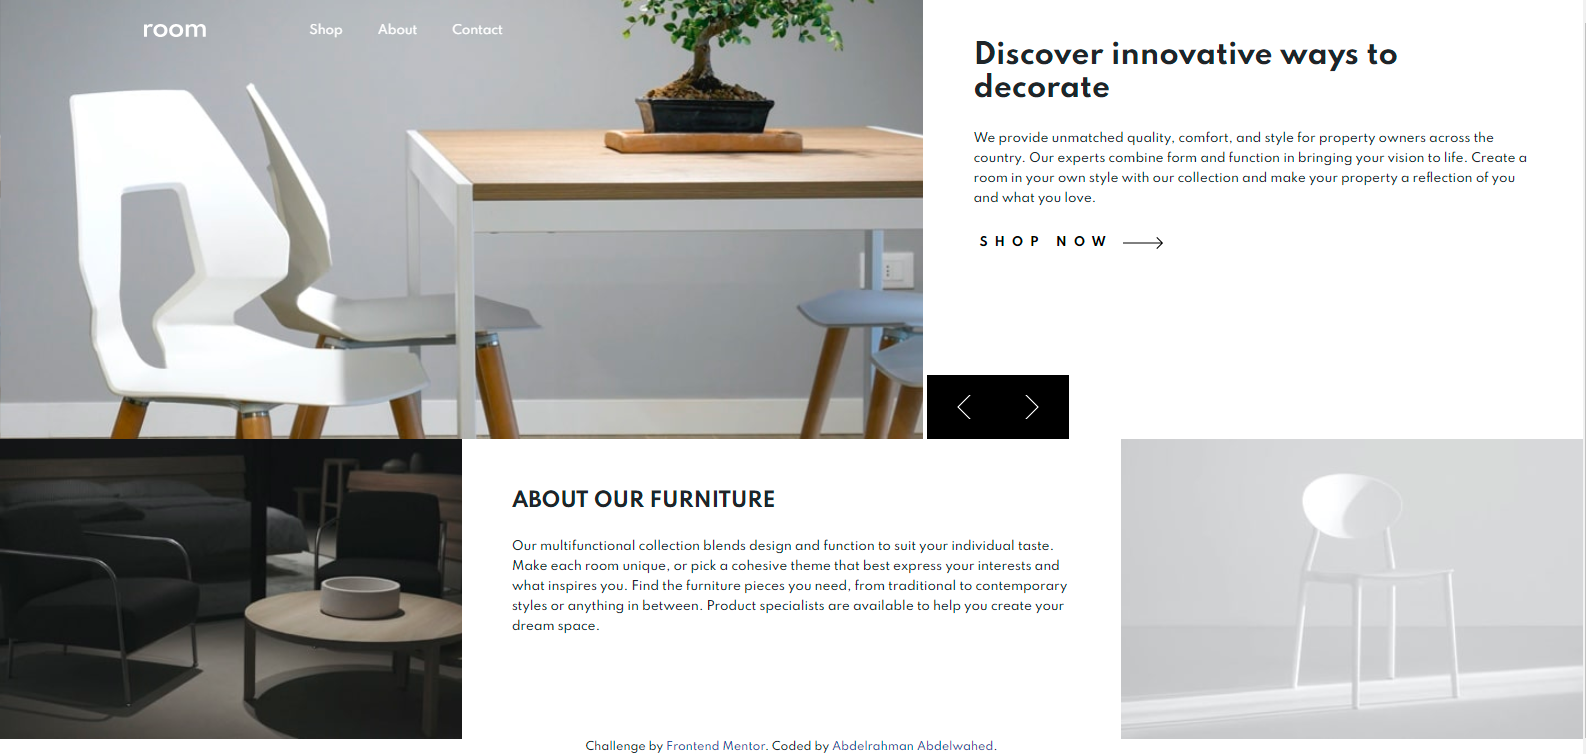 room
Shop About Contact
Discover innovative ways to
decorate
We provide unmatched quality, comfort, and style for property owners across the
country. Our experts combine form and function in bringing your vision to life. Create a
room in your own style with our collection and make your property a reflection of you
and what you love.
SHOP NOW
ABOUT OUR FURNITURE
Our multifunctional collection blends design and function to suit your individual taste.
Make each room unique, or pick a cohesive theme that best express your interests and
what inspires you. Find the furniture pieces you need, from traditional to contemporary
styles or anything in between. Product specialists are available to help you create your
dream space.
Challenge by Frontend Mentor. Coded by Abdelrahman Abdelwahed.